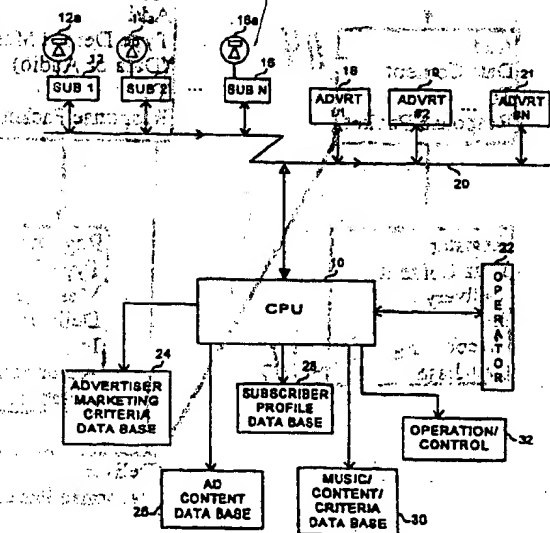 12a
16a
12
SUB 1
SUB 2
...
SUB N
16
18
ADVRT
#1
ADVRT
#2
...
ADVRT
#N
21
20
10
CPU
22
OPERATOR
24
ADVERTISER
MARKETING
CRITERIA
DATA BASE
28
SUBSCRIBER
PROFILE
DATA BASE
OPERATION/
CONTROL
32
AD
CONTENT
DATA BASE
26
MUSIC/
CONTENT/
CRITERIA
DATA BASE
30